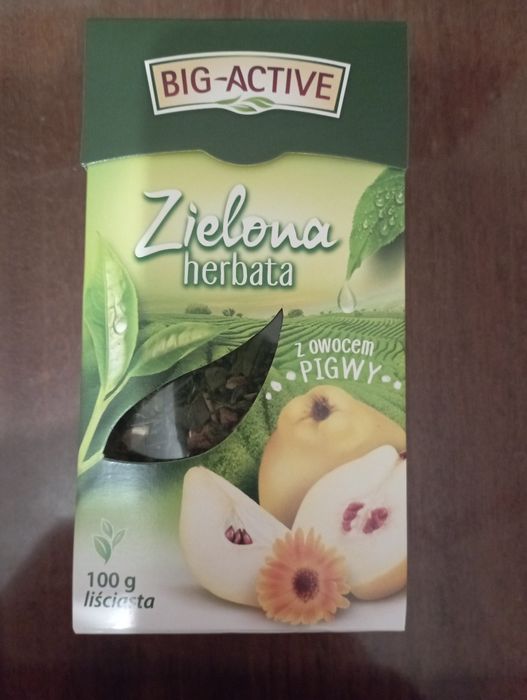 BIG-ACTIVE
Zielona
herbata
z owocem
PIGWY
100 g
liściasta